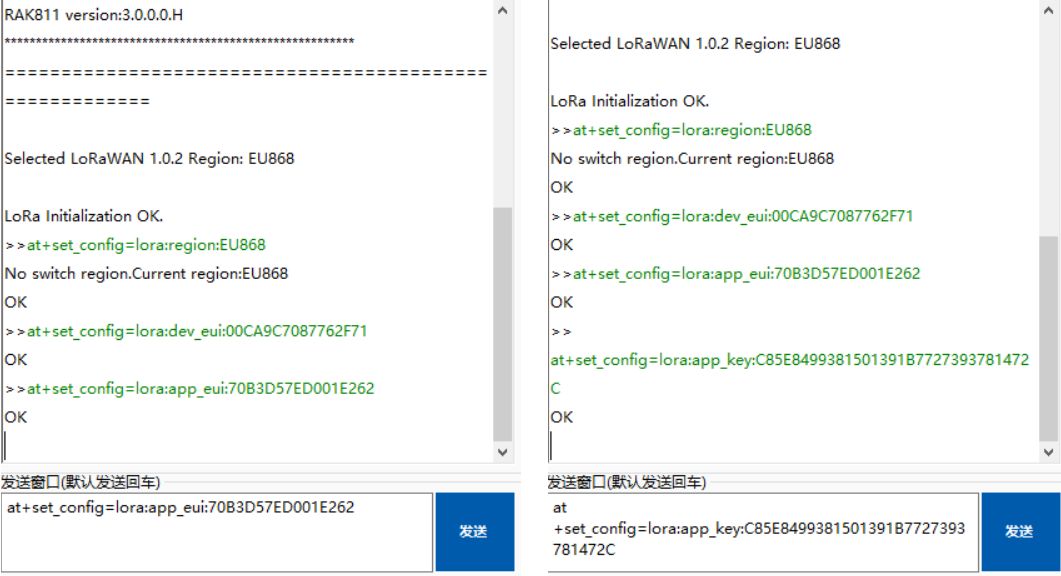 RAK811 version:3.0.0.0.H
********************************************************
===========================================
=============
Selected LoRaWAN 1.0.2 Region: EU868
LoRa Initialization OK.
>>at+set_config=lora:region:EU868
No switch region.Current region:EU868
OK
>>at+set_config=lora:dev_eui:00CA9C7087762F71
OK
>>at+set_config=lora:app_eui:70B3D57ED001E262
OK
发送窗口(默认发送回车)
at+set_config=lora:app_eui:70B3D57ED001E262
发送
Selected LoRaWAN 1.0.2 Region: EU868
LoRa Initialization OK.
>>at+set_config=lora:region:EU868
No switch region.Current region:EU868
OK
>>at+set_config=lora:dev_eui:00CA9C7087762F71
OK
>>at+set_config=lora:app_eui:70B3D57ED001E262
OK
>>
at+set_config=lora:app_key:C85E8499381501391B7727393781472
C
OK
发送窗口(默认发送回车)
at
+set_config=lora:app_key:C85E8499381501391B7727393
781472C
发送